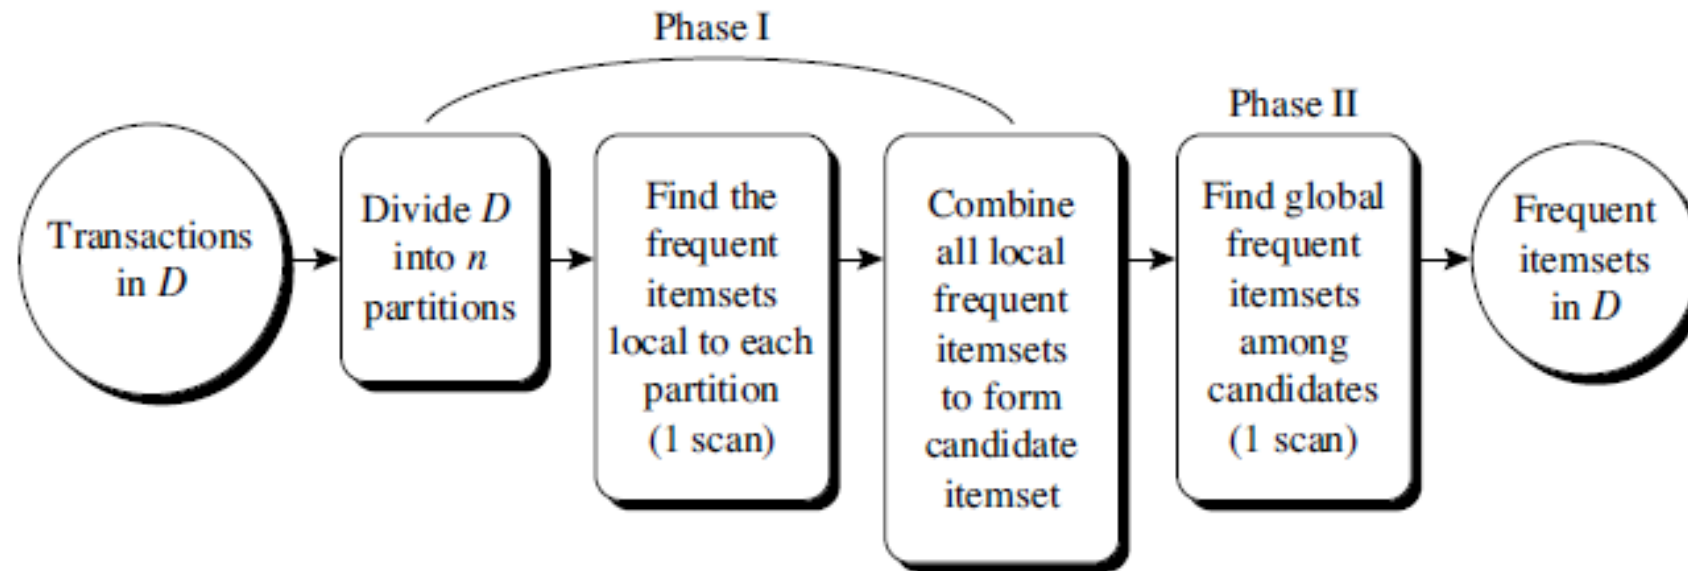 Phase I
Phase II
Transactions
in D
Divide D
into n
partitions
Find the
frequent
itemsets
local to each
partition
(1 scan)
Combine
all local
frequent
itemsets
to form
candidate
itemset
Find global
frequent
itemsets
among
candidates
(1 scan)
Frequent
itemsets
in D